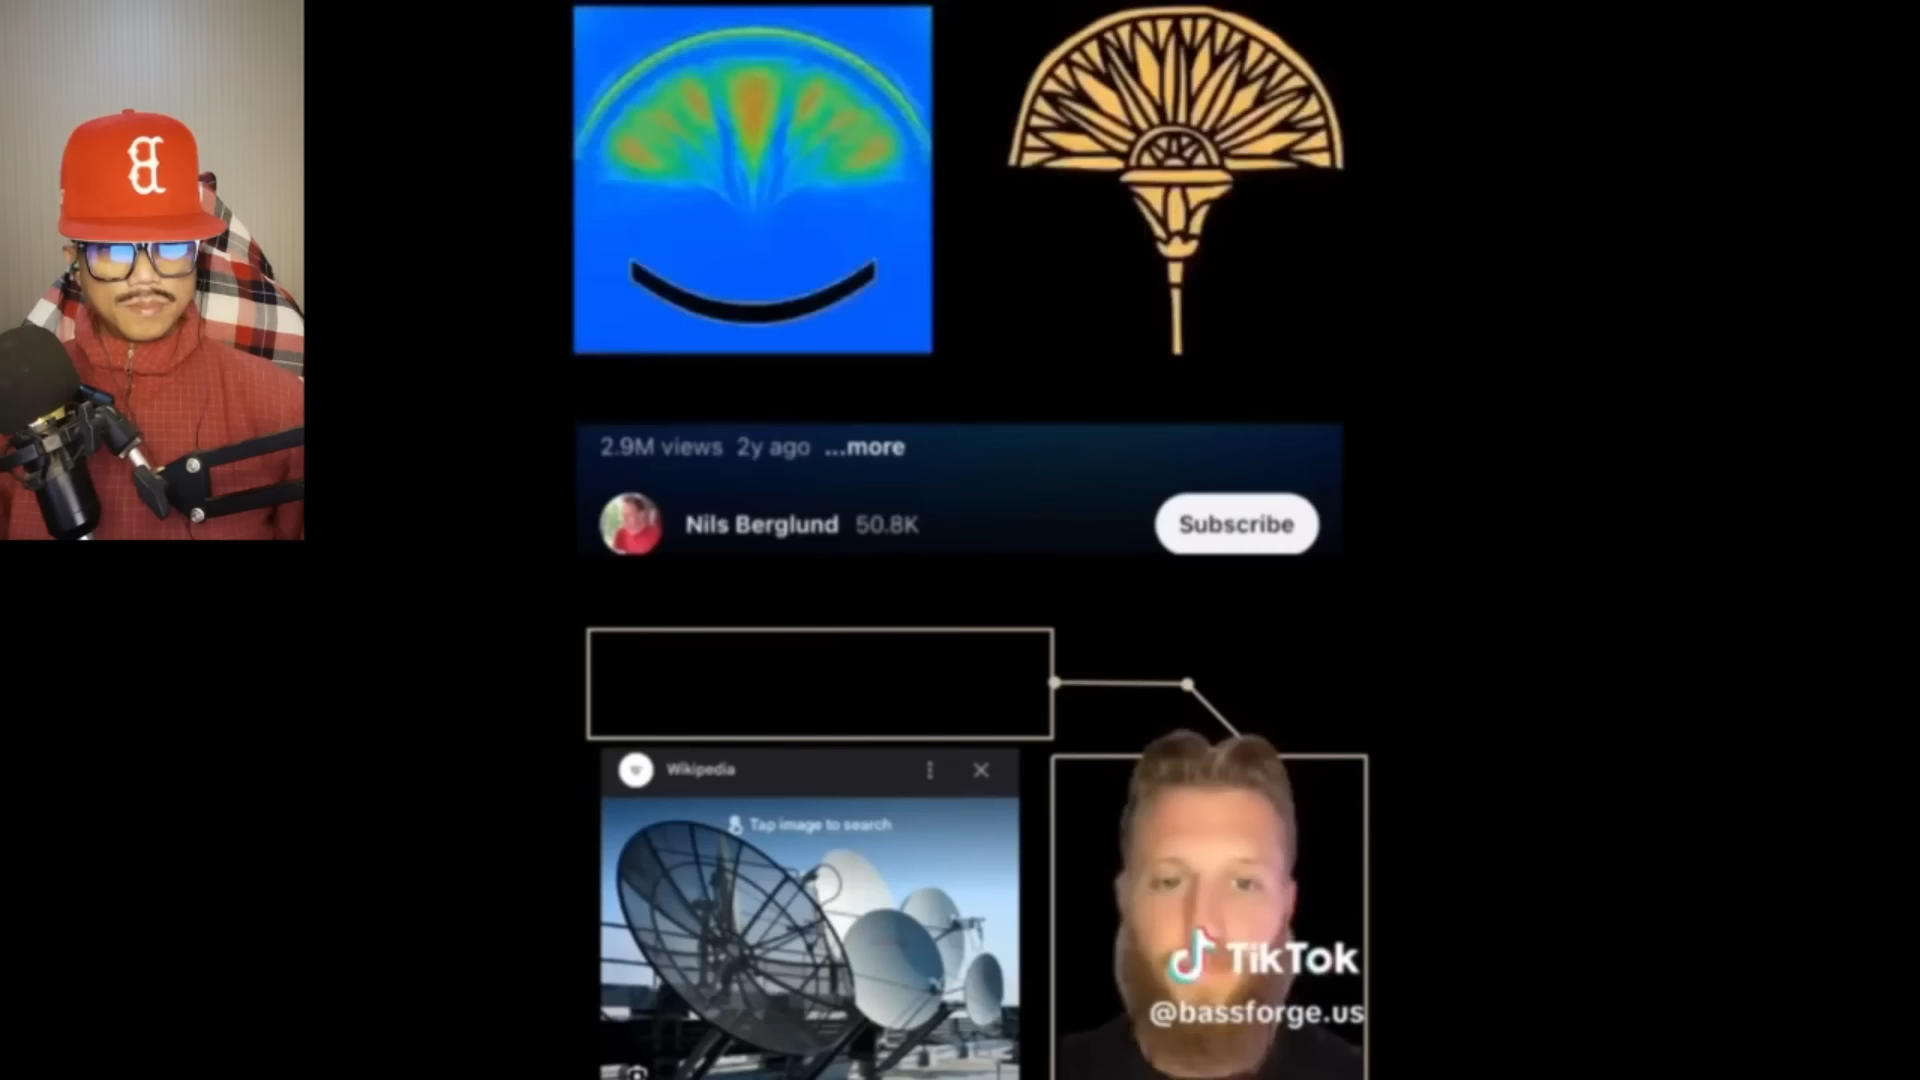 B
2.9M views 2y ago ...more
Nils Berglund 50.8K
Subscribe
Wikipedia
Tap image to search
TikTok
@bassforge.us